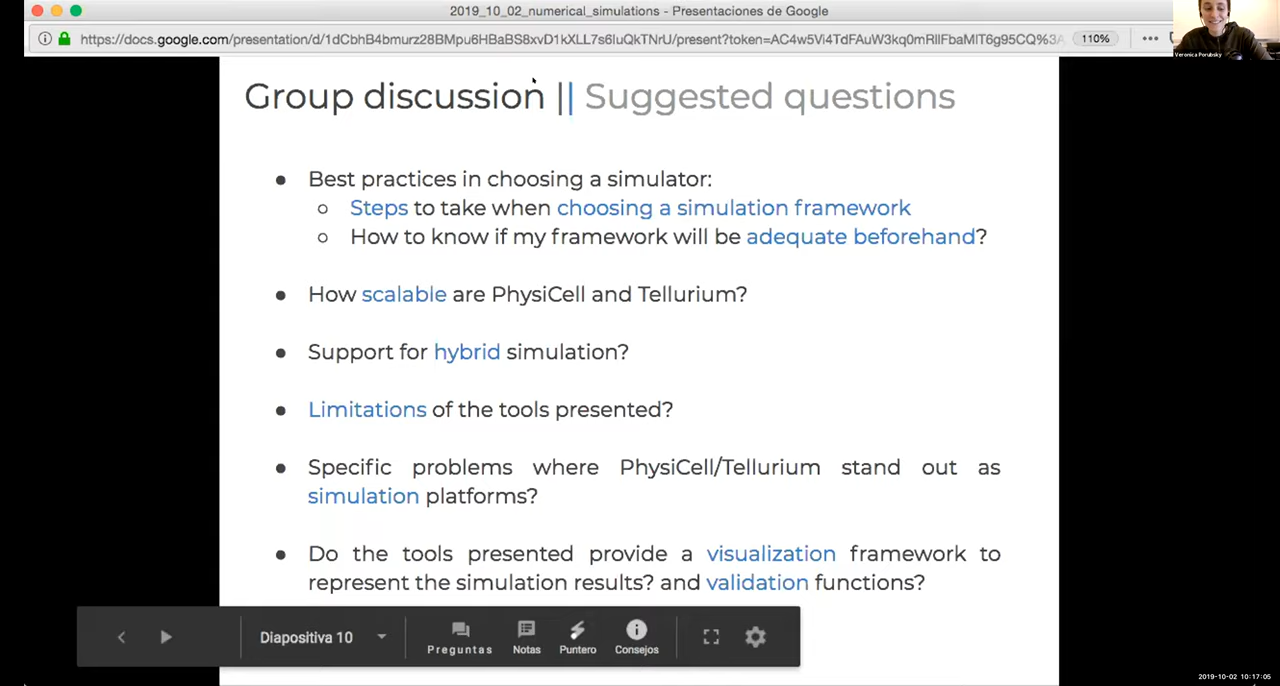 2019_10_02_numerical_simulations - Presentaciones de Google
110%
Veronica Porubsky
Group discussion || Suggested questions
Best practices in choosing a simulator:
Steps to take when choosing a simulation framework
How to know if my framework will be adequate beforehand?
How scalable are PhysiCell and Tellurium?
Support for hybrid simulation?
Limitations of the tools presented?
Specific problems where PhysiCell/Tellurium stand out as
simulation platforms?
Do the tools presented provide a visualization framework to
represent the simulation results? and validation functions?
Diapositiva 10
Preguntas
Notas
Puntero
Consejos
2019-10-02 10:17:05